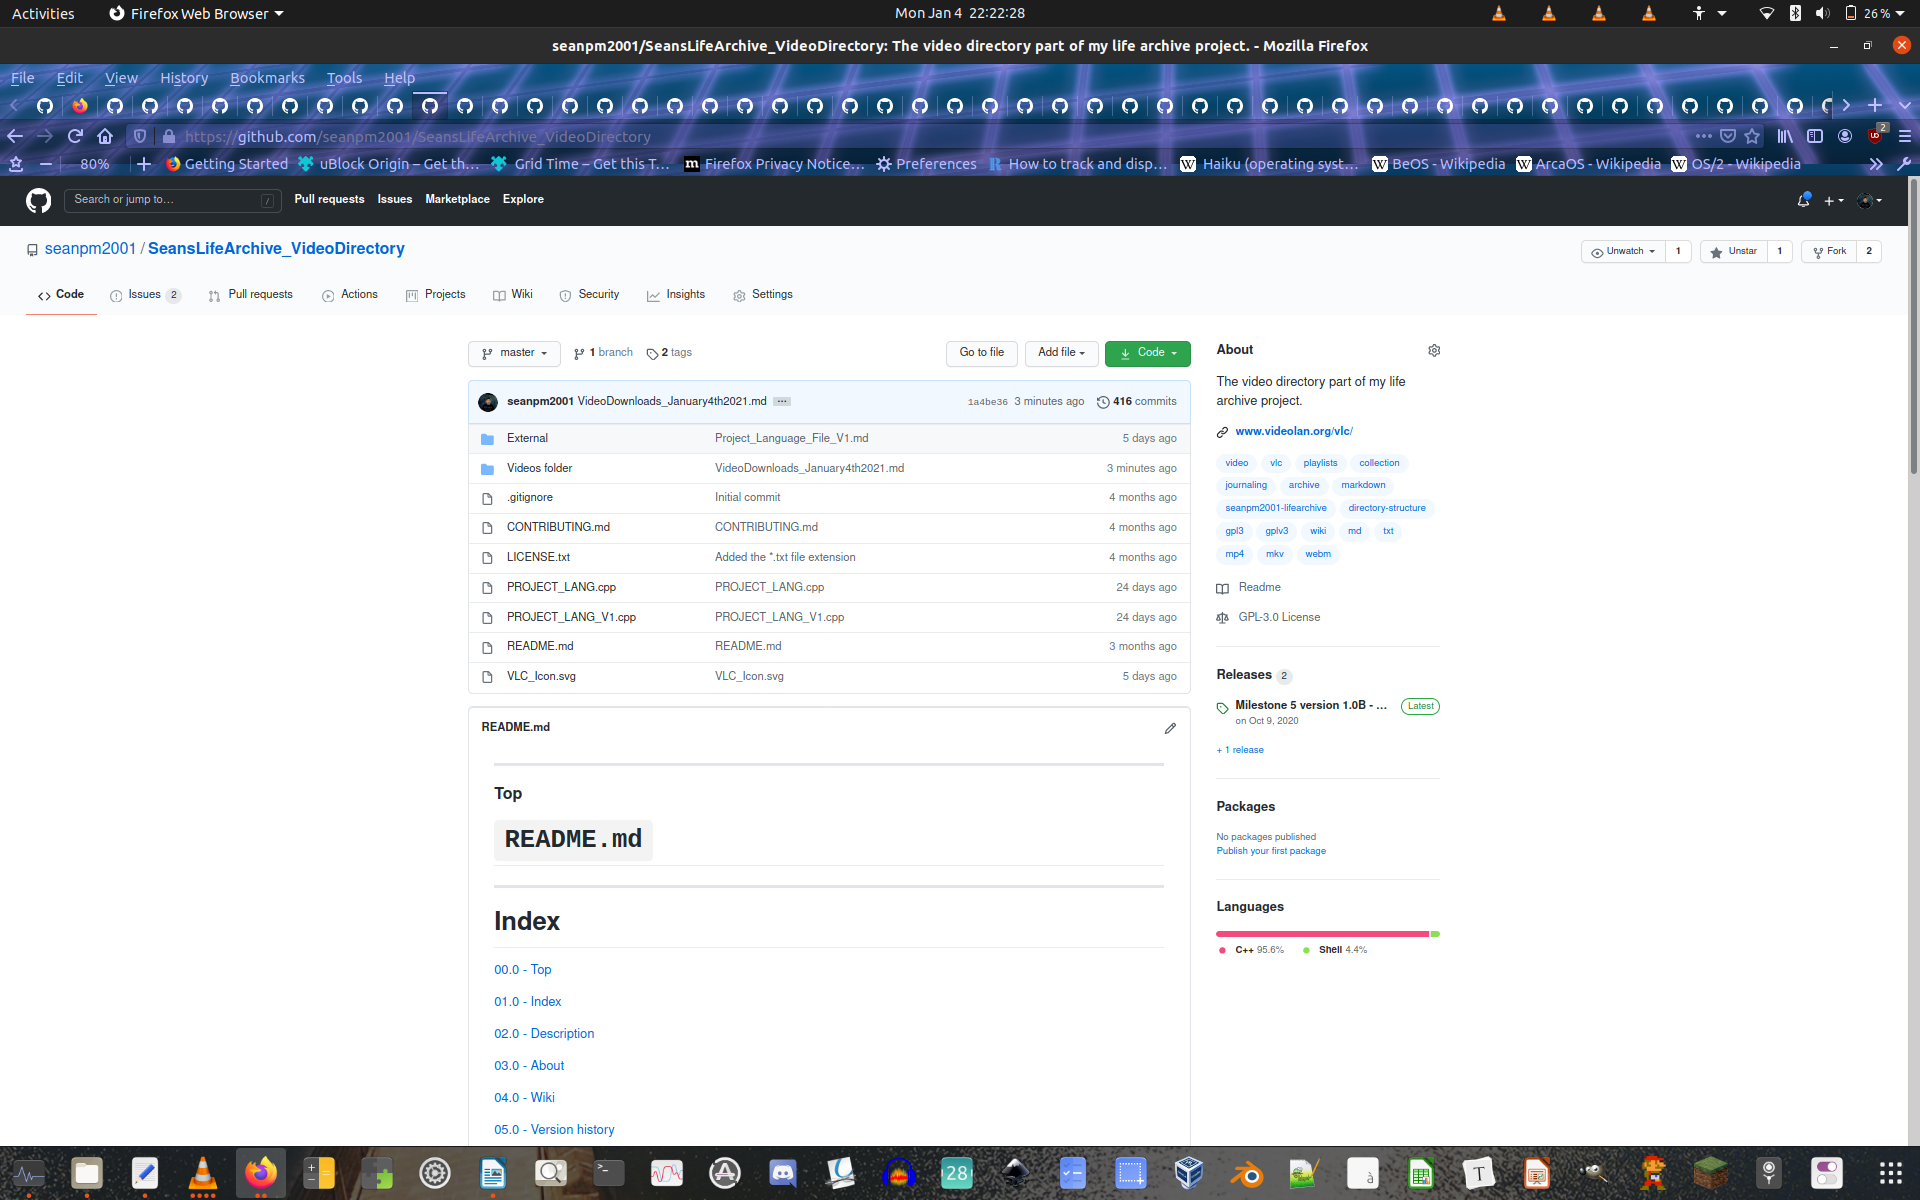 Activities Firefox Web Browser Mon Jan 4 22:22:28 26 %
seanpm2001/SeansLifeArchive_VideoDirectory: The video directory part of my life archive project. - Mozilla Firefox
File Edit View History Bookmarks Tools Help
https://github.com/seanpm2001/SeansLifeArchive_VideoDirectory 2
80% Getting Started uBlock Origin – Get th… Grid Time – Get this T… m Firefox Privacy Notice… Preferences R How to track and disp… W Haiku (operating syst… W BeOS - Wikipedia W ArcaOS - Wikipedia W OS/2 - Wikipedia
Search or jump to… / Pull requests Issues Marketplace Explore
seanpm2001 / SeansLifeArchive_VideoDirectory Unwatch 1 Unstar 1 Fork 2
Code Issues 2 Pull requests Actions Projects Wiki Security Insights Settings
master 1 branch 2 tags Go to file Add file Code
seanpm2001 VideoDownloads_January4th2021.md ... 1a4be36 3 minutes ago 416 commits
External Project_Language_File_V1.md 5 days ago
Videos folder VideoDownloads_January4th2021.md 3 minutes ago
.gitignore Initial commit 4 months ago
CONTRIBUTING.md CONTRIBUTING.md 4 months ago
LICENSE.txt Added the *.txt file extension 4 months ago
PROJECT_LANG.cpp PROJECT_LANG.cpp 24 days ago
PROJECT_LANG_V1.cpp PROJECT_LANG_V1.cpp 24 days ago
README.md README.md 3 months ago
VLC_Icon.svg VLC_Icon.svg 5 days ago
README.md
Top
README.md
Index
00.0 - Top
01.0 - Index
02.0 - Description
03.0 - About
04.0 - Wiki
05.0 - Version history
About
The video directory part of my life
archive project.
www.videolan.org/vlc/
video vlc playlists collection
journaling archive markdown
seanpm2001-lifearchive directory-structure
gpl3 gplv3 wiki md txt
mp4 mkv webm
Readme
GPL-3.0 License
Releases 2
Milestone 5 version 1.0B - ... Latest
on Oct 9, 2020
+ 1 release
Packages
No packages published
Publish your first package
Languages
C++ 95.6% Shell 4.4%
28 a T